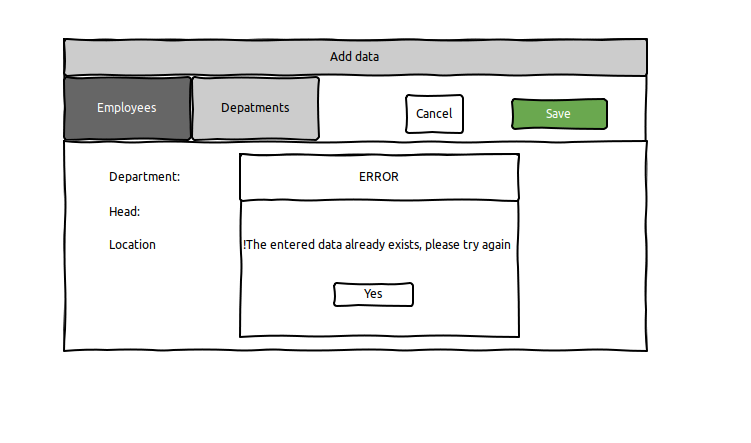 Add data
Employees
Depatments
Cancel
Save
ERROR
Department:
Head:
Location
!The entered data already exists, please try again
Yes